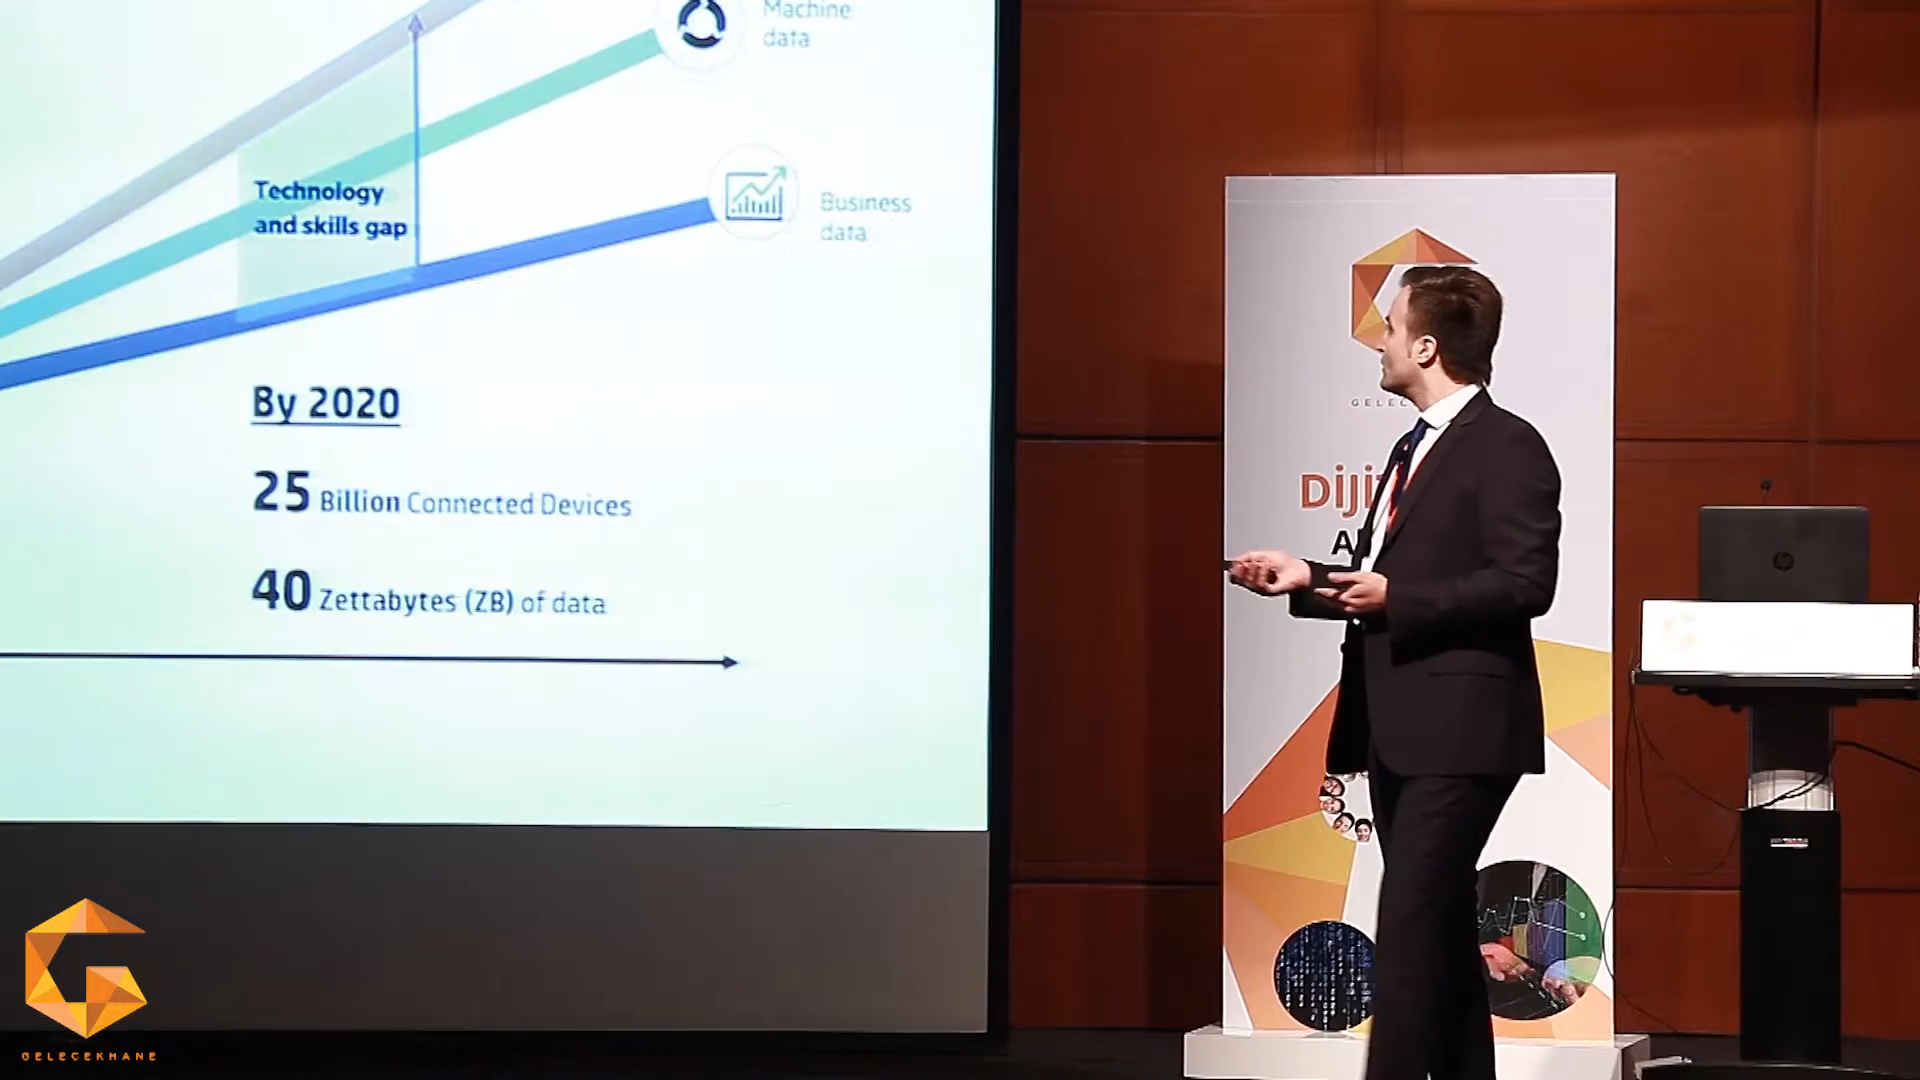 Machine
data
Technology
and skills gap
Business
data
By 2020
25 Billion Connected Devices
40 Zettabytes (ZB) of data
hp
GELECEKHANE